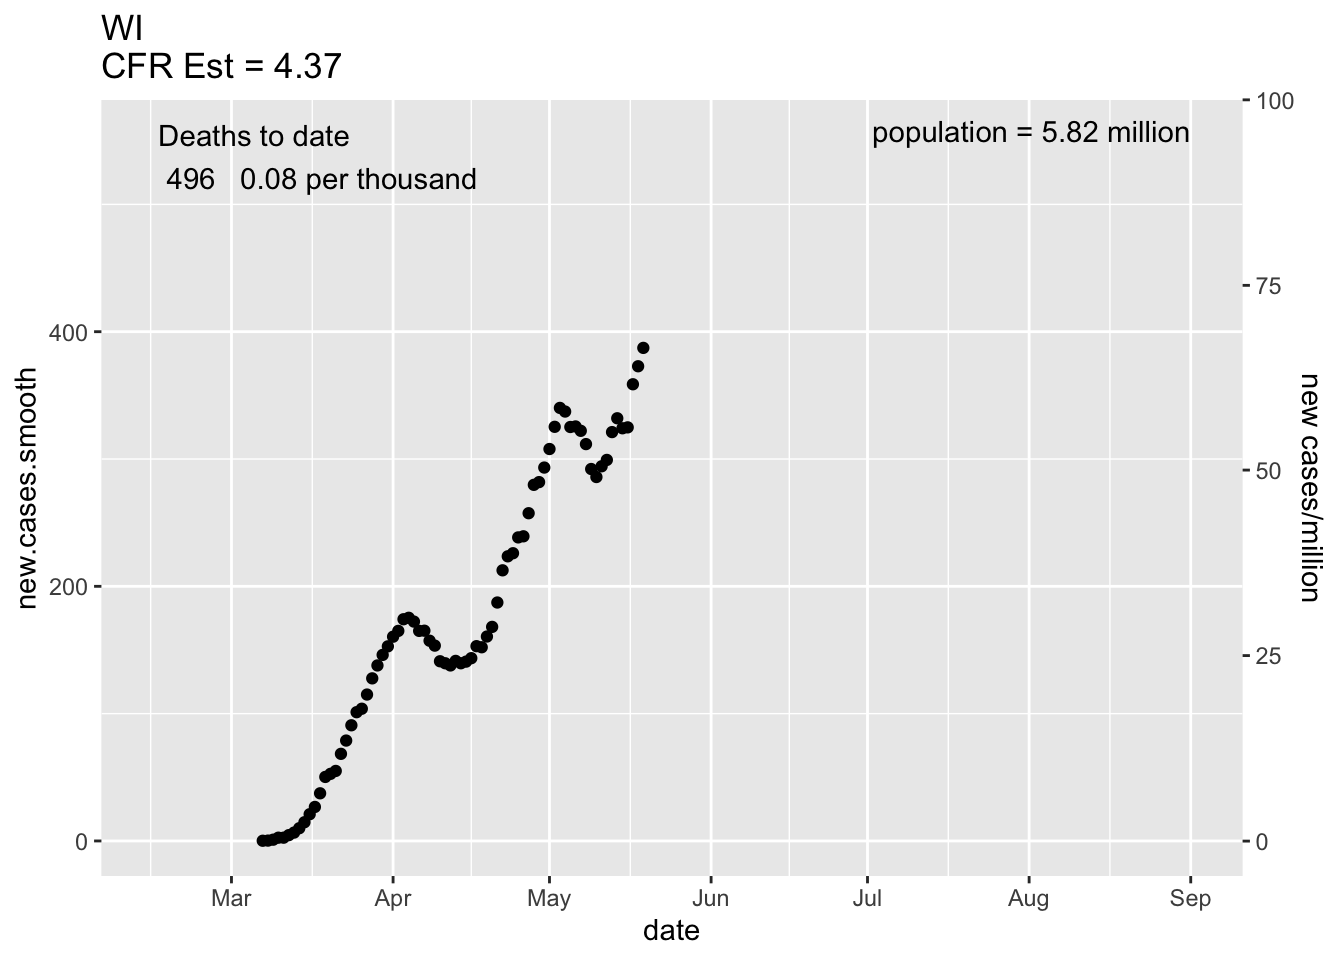 WI
CFR Est = 4.37
Deaths to date
496 0.08 per thousand
population = 5.82 million
new.cases.smooth
400
200
0
100
75
50
25
0
new cases/million
Mar Apr May Jun Jul Aug Sep
date